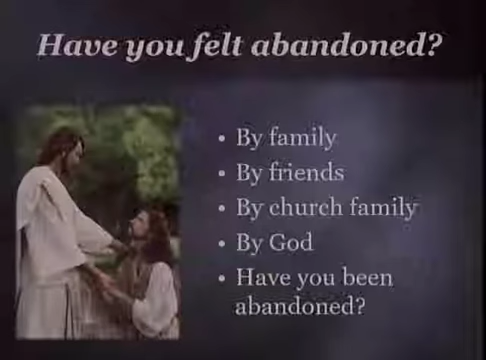 Have you felt abandoned?
• By family
• By friends
• By church family
• By God
• Have you been
abandoned?